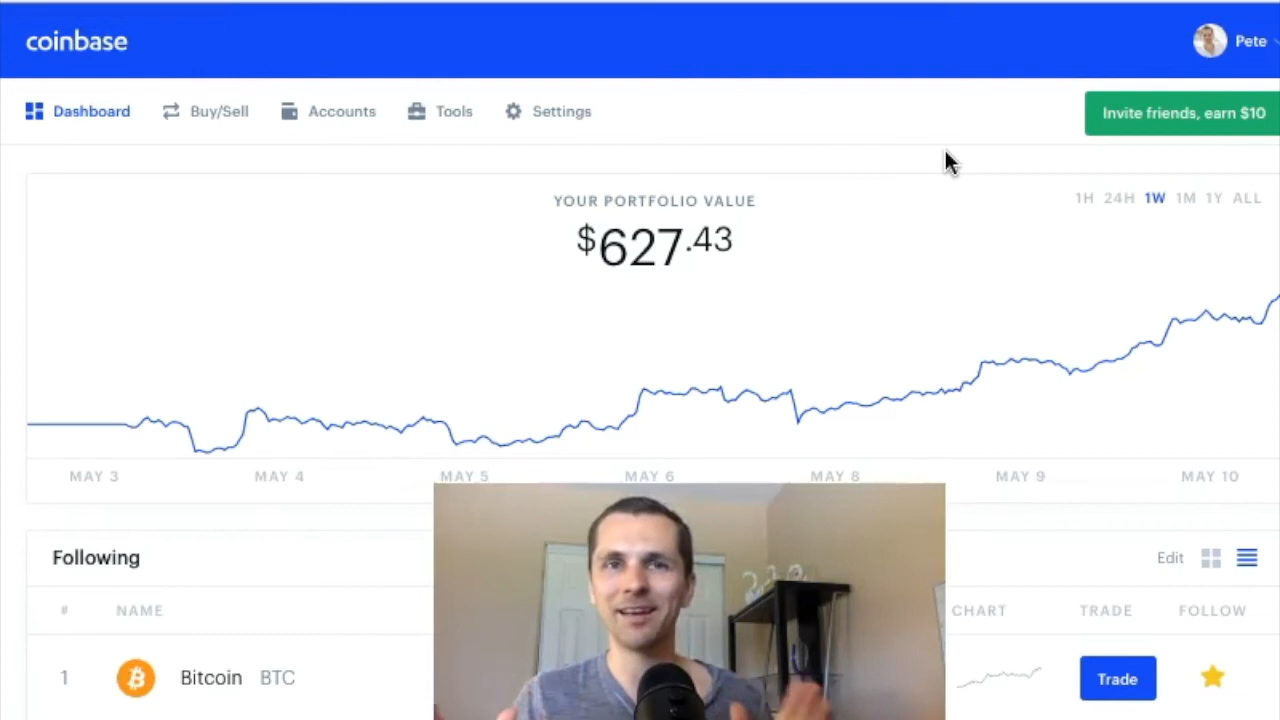 coinbase
Pete
Dashboard Buy/Sell Accounts Tools Settings
Invite friends, earn $10
YOUR PORTFOLIO VALUE
1H 24H 1W 1M 1Y ALL
$627.43
MAY 3 MAY 4 MAY 5 MAY 6 MAY 8 MAY 9 MAY 10
Following
Edit
# NAME CHART TRADE FOLLOW
1 Bitcoin BTC Trade